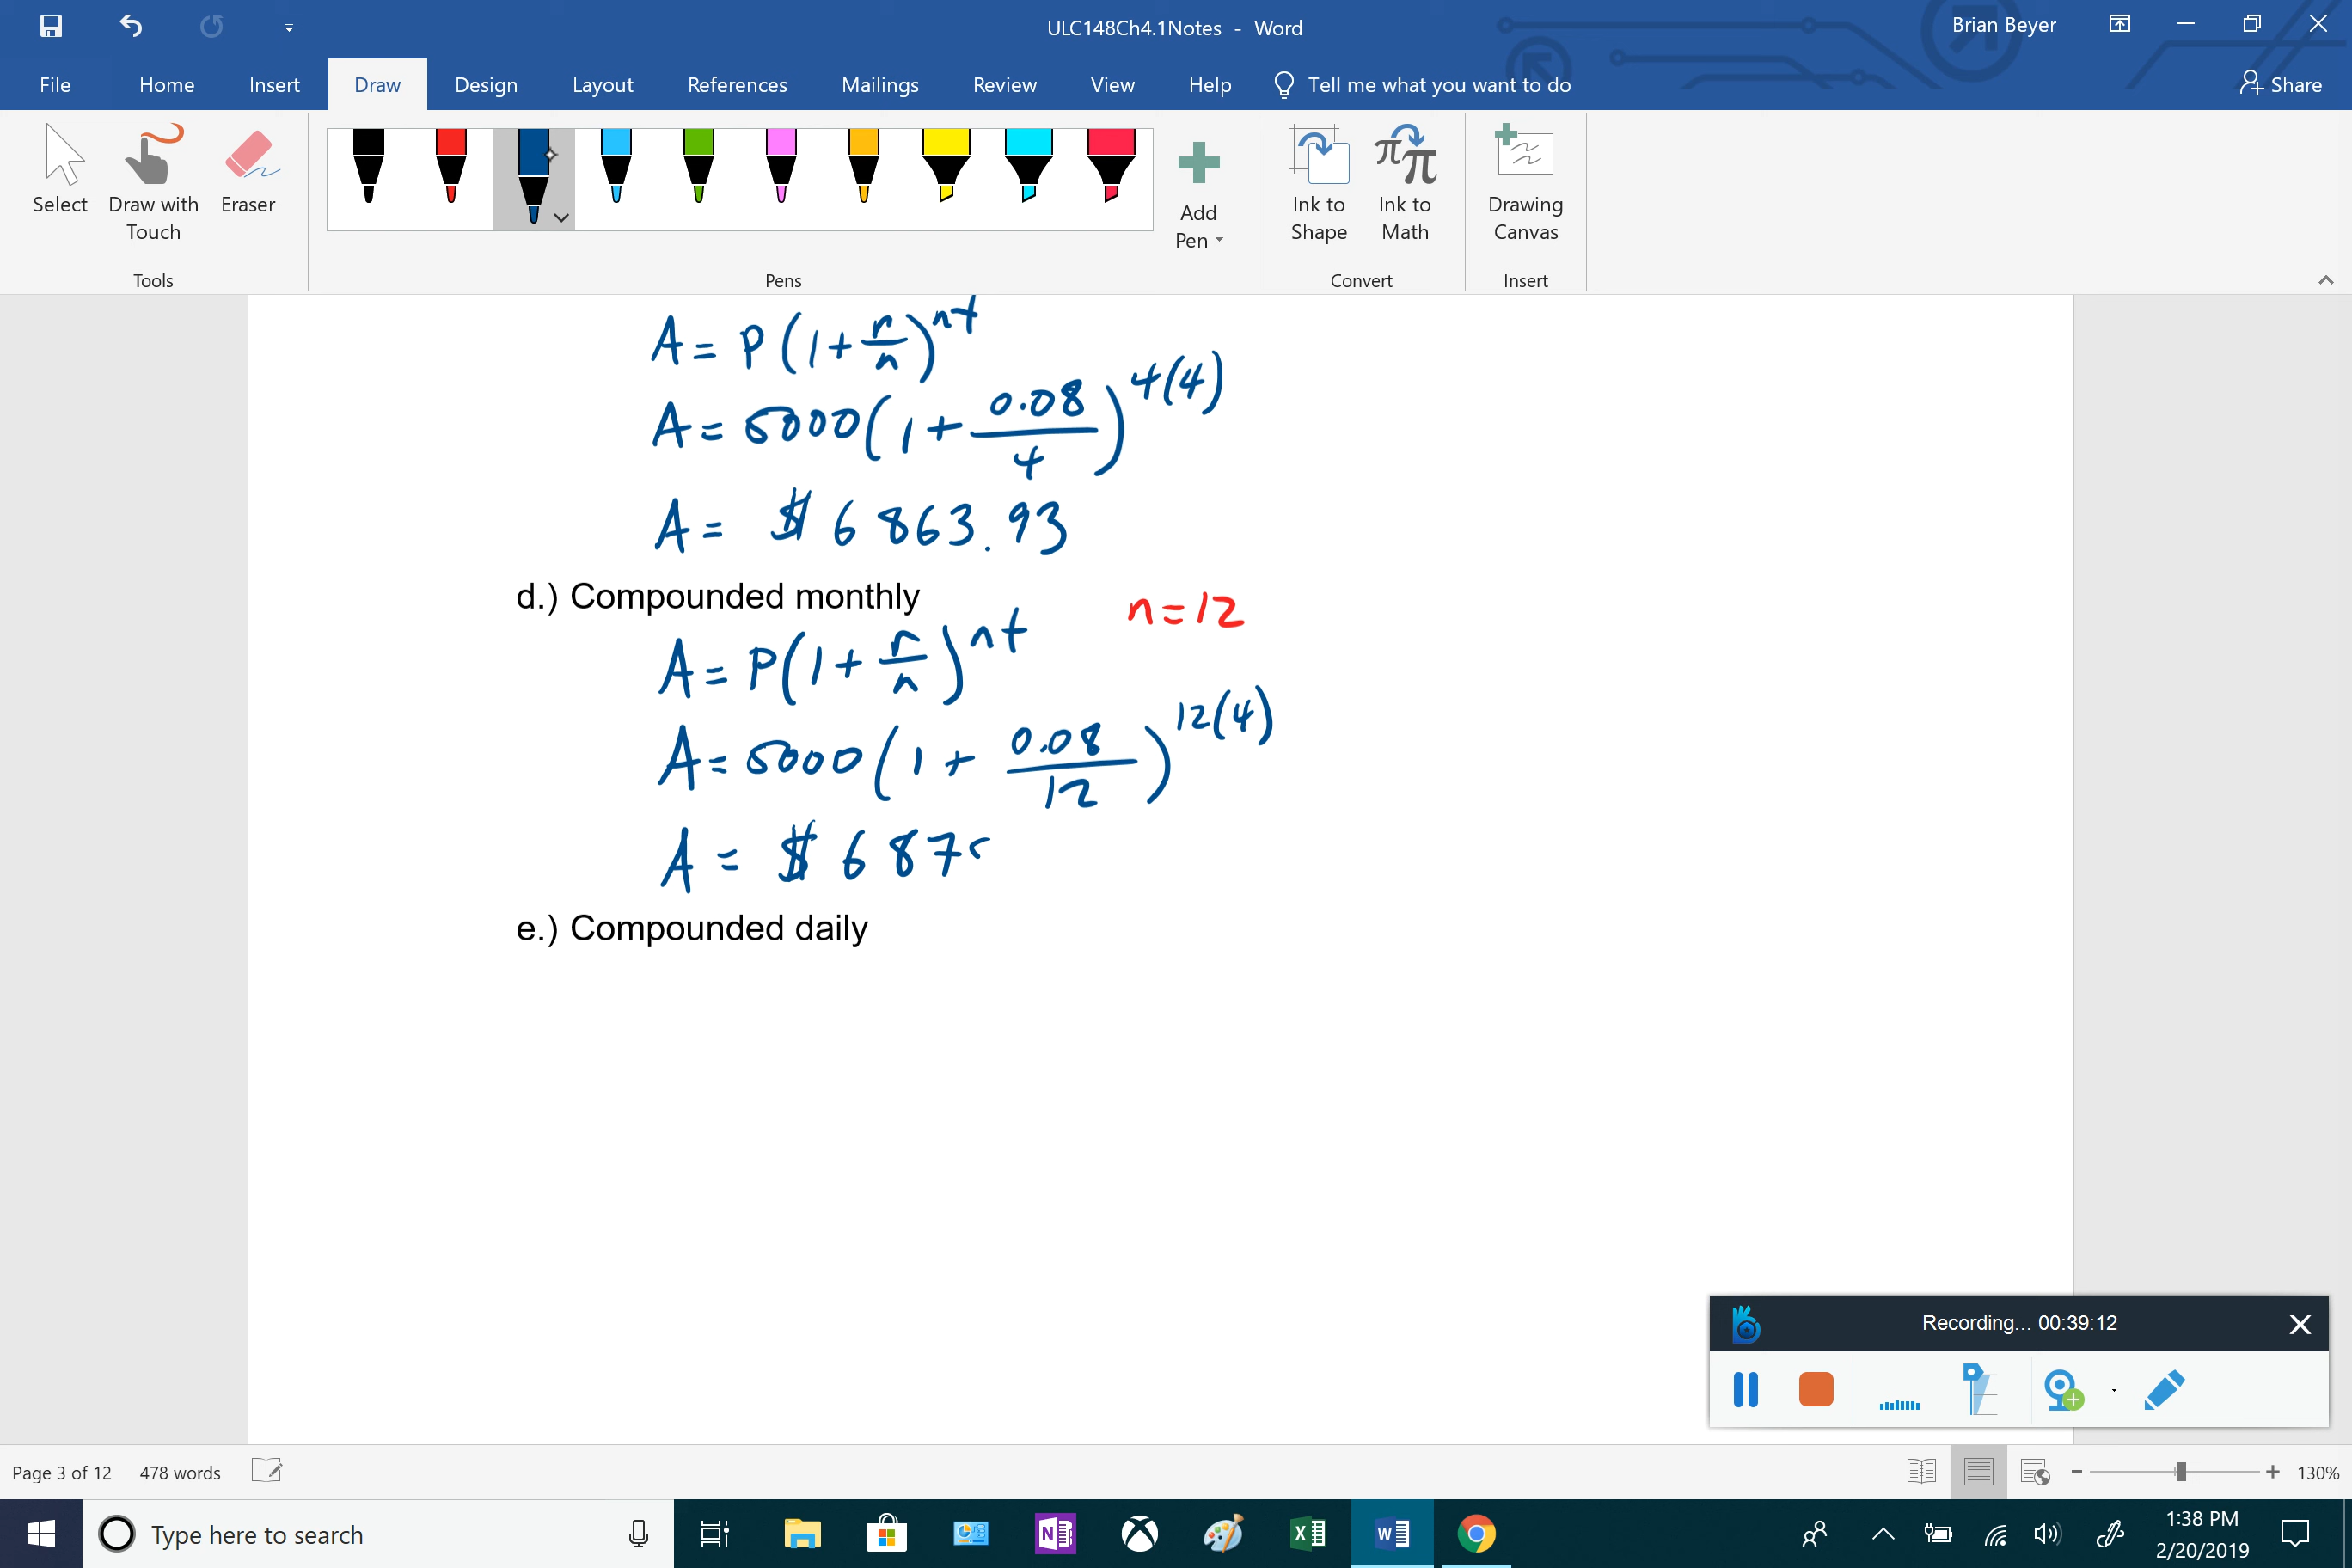 ULC148Ch4.1Notes - Word
Brian Beyer
File Home Insert Draw Design Layout References Mailings Review View Help Tell me what you want to do Share
Select Draw with Touch Eraser Add Pen Ink to Shape Ink to Math Drawing Canvas
Tools Pens Convert Insert
A = P(1 + r/n)^nt
A = 5000(1 + 0.08/4)^4(4)
A = $ 6863.93
d.) Compounded monthly n=12
A = P(1 + r/n)^nt
A = 5000(1 + 0.08/12)^12(4)
A = $ 687
e.) Compounded daily
Recording... 00:39:12
Page 3 of 12 478 words 130%
Type here to search
1:38 PM
2/20/2019